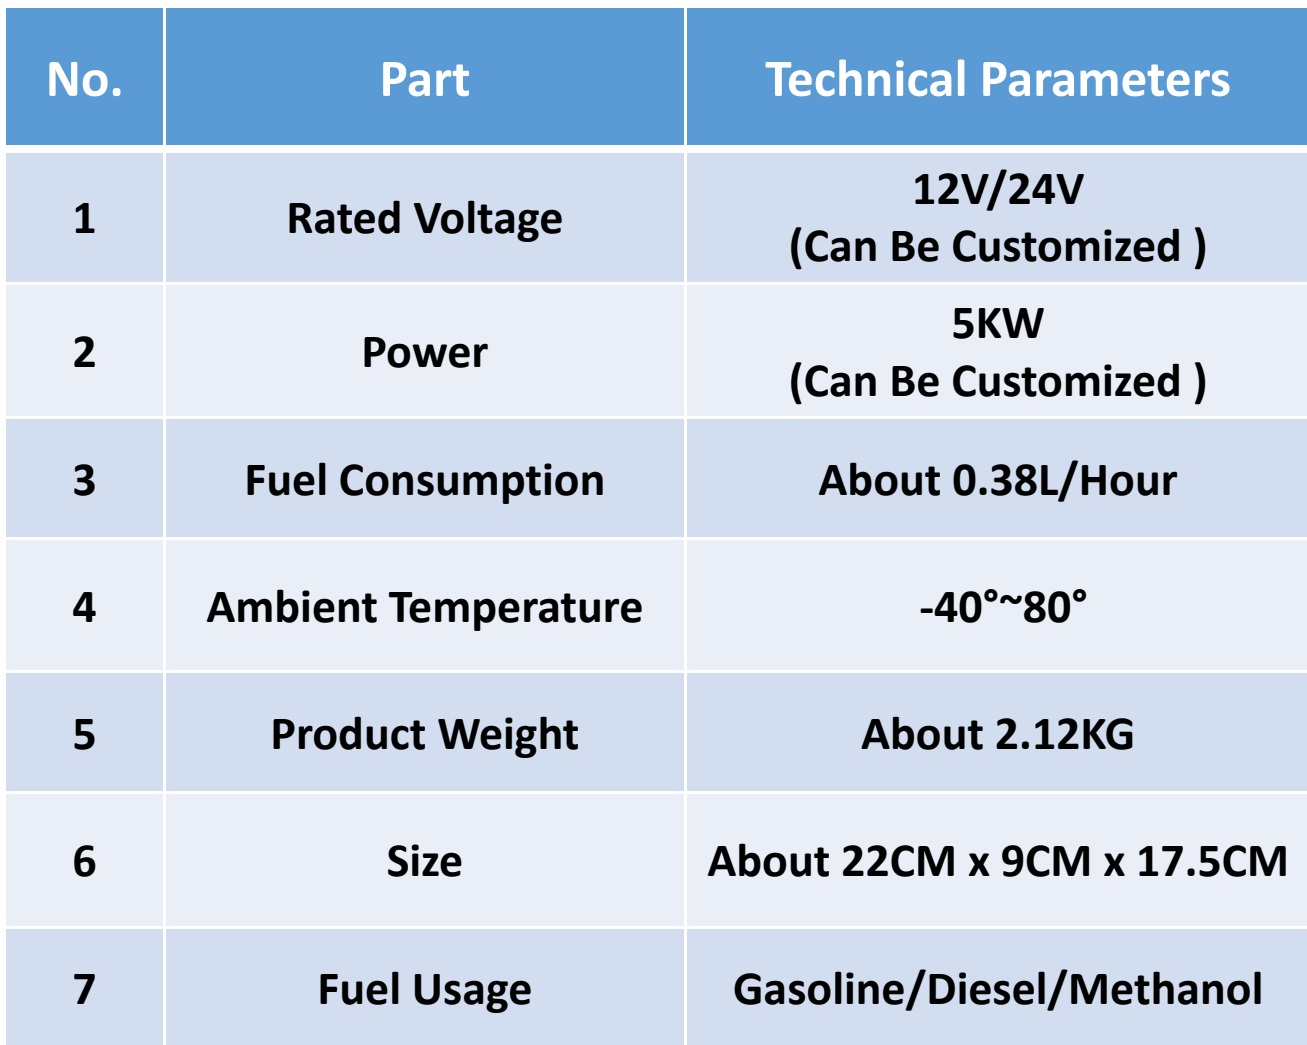 No. Part Technical Parameters
1 Rated Voltage 12V/24V
(Can Be Customized )
2 Power 5KW
(Can Be Customized )
3 Fuel Consumption About 0.38L/Hour
4 Ambient Temperature -40°~80°
5 Product Weight About 2.12KG
6 Size About 22CM x 9CM x 17.5CM
7 Fuel Usage Gasoline/Diesel/Methanol